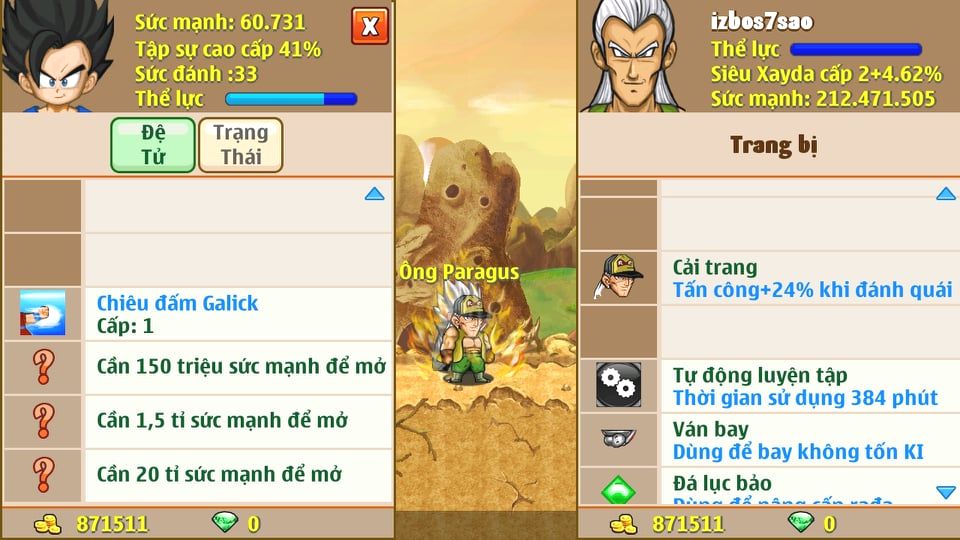 Sức mạnh: 60.731
Tập sự cao cấp 41%
Sức đánh :33
Thể lực
X
Đệ
Tử
Trạng
Thái
Chiêu đấm Galick
Cấp: 1
Cần 150 triệu sức mạnh để mở
Cần 1,5 tỉ sức mạnh để mở
Cần 20 tỉ sức mạnh để mở
871511
0
Ông Paragus
izbos7sao
Thể lực
Siêu Xayda cấp 2+4.62%
Sức mạnh: 212.471.505
Trang bị
Cải trang
Tấn công+24% khi đánh quái
Tự động luyện tập
Thời gian sử dụng 384 phút
Ván bay
Dùng để bay không tốn KI
Đá lục bảo
Dùng để nâng cấp rađa
871511
0